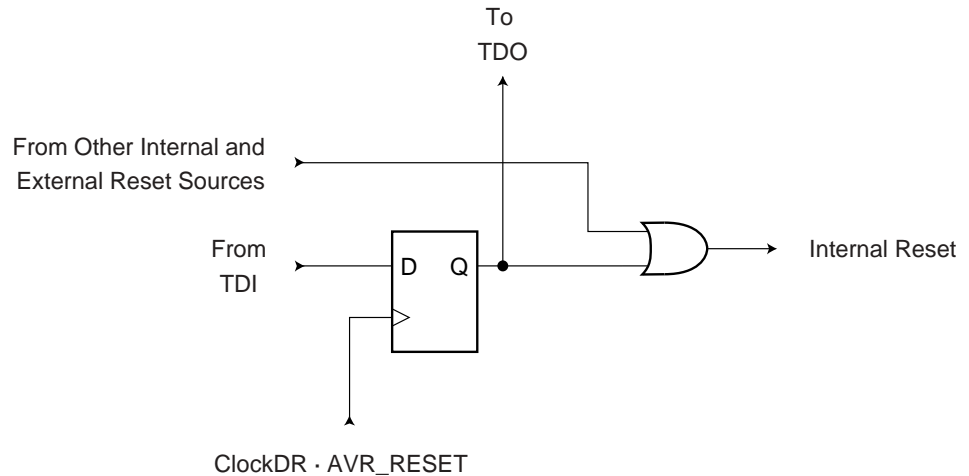 To
TDO
From Other Internal and
External Reset Sources
From
TDI
D Q
Internal Reset
ClockDR · AVR_RESET